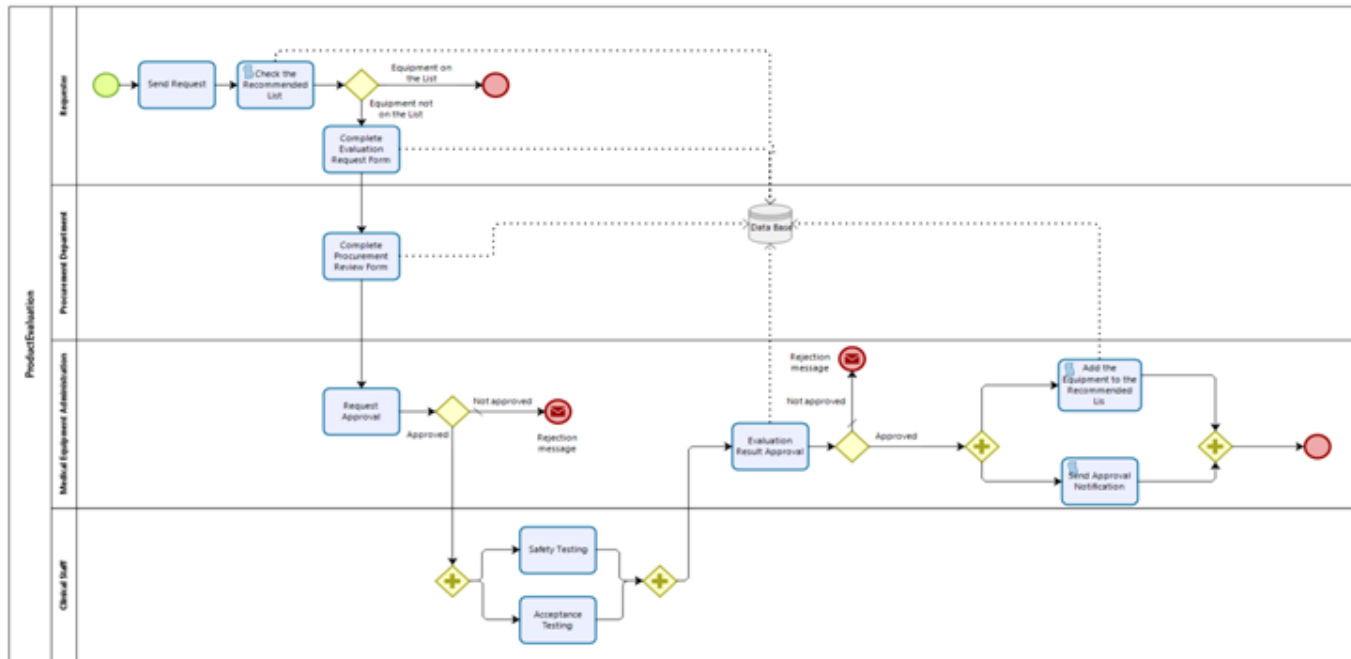 ProductEvaluation
Requester
Send Request
Check the
Recommended
List
Equipment on
the List
Equipment not
on the List
Complete
Evaluation
Request Form
Procurement Department
Complete
Procurement
Review Form
Data Base
Medical Equipment Administration
Request
Approval
Not approved
Approved
Rejection
message
Evaluation
Result Approval
Rejection
message
Not approved
Approved
Add the
Equipment to the
Recommended
Lis
Send Approval
Notification
Clinical Staff
Safety Testing
Acceptance
Testing